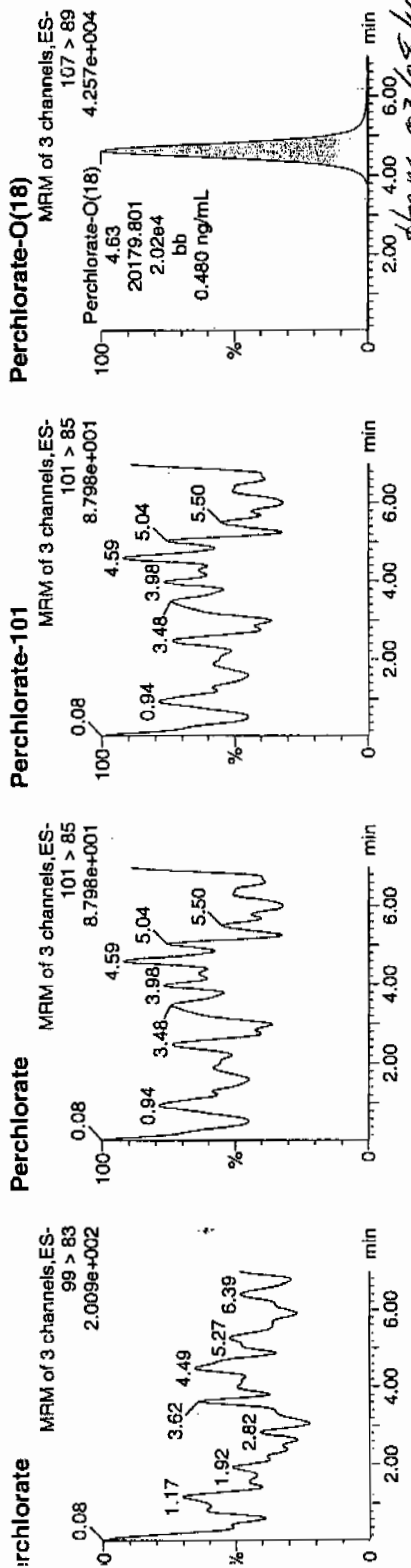 rchlorate
MRM of 3 channels,ES-
99 > 83
2.009e+002
0.08
1.17
1.92
2.82
3.62
4.49
5.27
6.39
0
0
%
2.00
4.00
6.00
min
Perchlorate
MRM of 3 channels,ES-
101 > 85
8.798e+001
0.08
0.94
3.48
3.98
4.59
5.04
5.50
100
%
0
2.00
4.00
6.00
min
Perchlorate-101
MRM of 3 channels,ES-
101 > 85
8.798e+001
0.08
0.94
3.48
3.98
4.59
5.04
5.50
100
%
0
2.00
4.00
6.00
min
Perchlorate-O(18)
MRM of 3 channels,ES-
107 > 89
4.257e+004
Perchlorate-O(18)
4.63
20179.801
2.02e4
bb
0.480 ng/mL
100
%
0
2.00
4.00
6.00
min